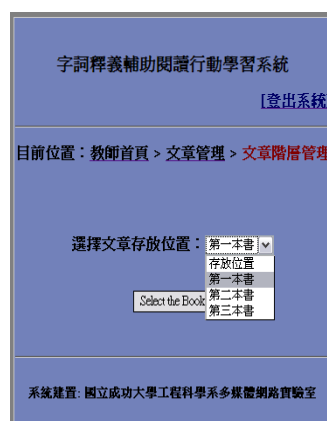 字詞釋義輔助閱讀行動學習系統
[登出系統
目前位置：教師首頁 > 文章管理 > 文章階層管理
選擇文章存放位置：第一本書
存放位置
第一本書
第二本書
第三本書
Select the Book
系統建置: 國立成功大學工程科學系多媒體網路實驗室